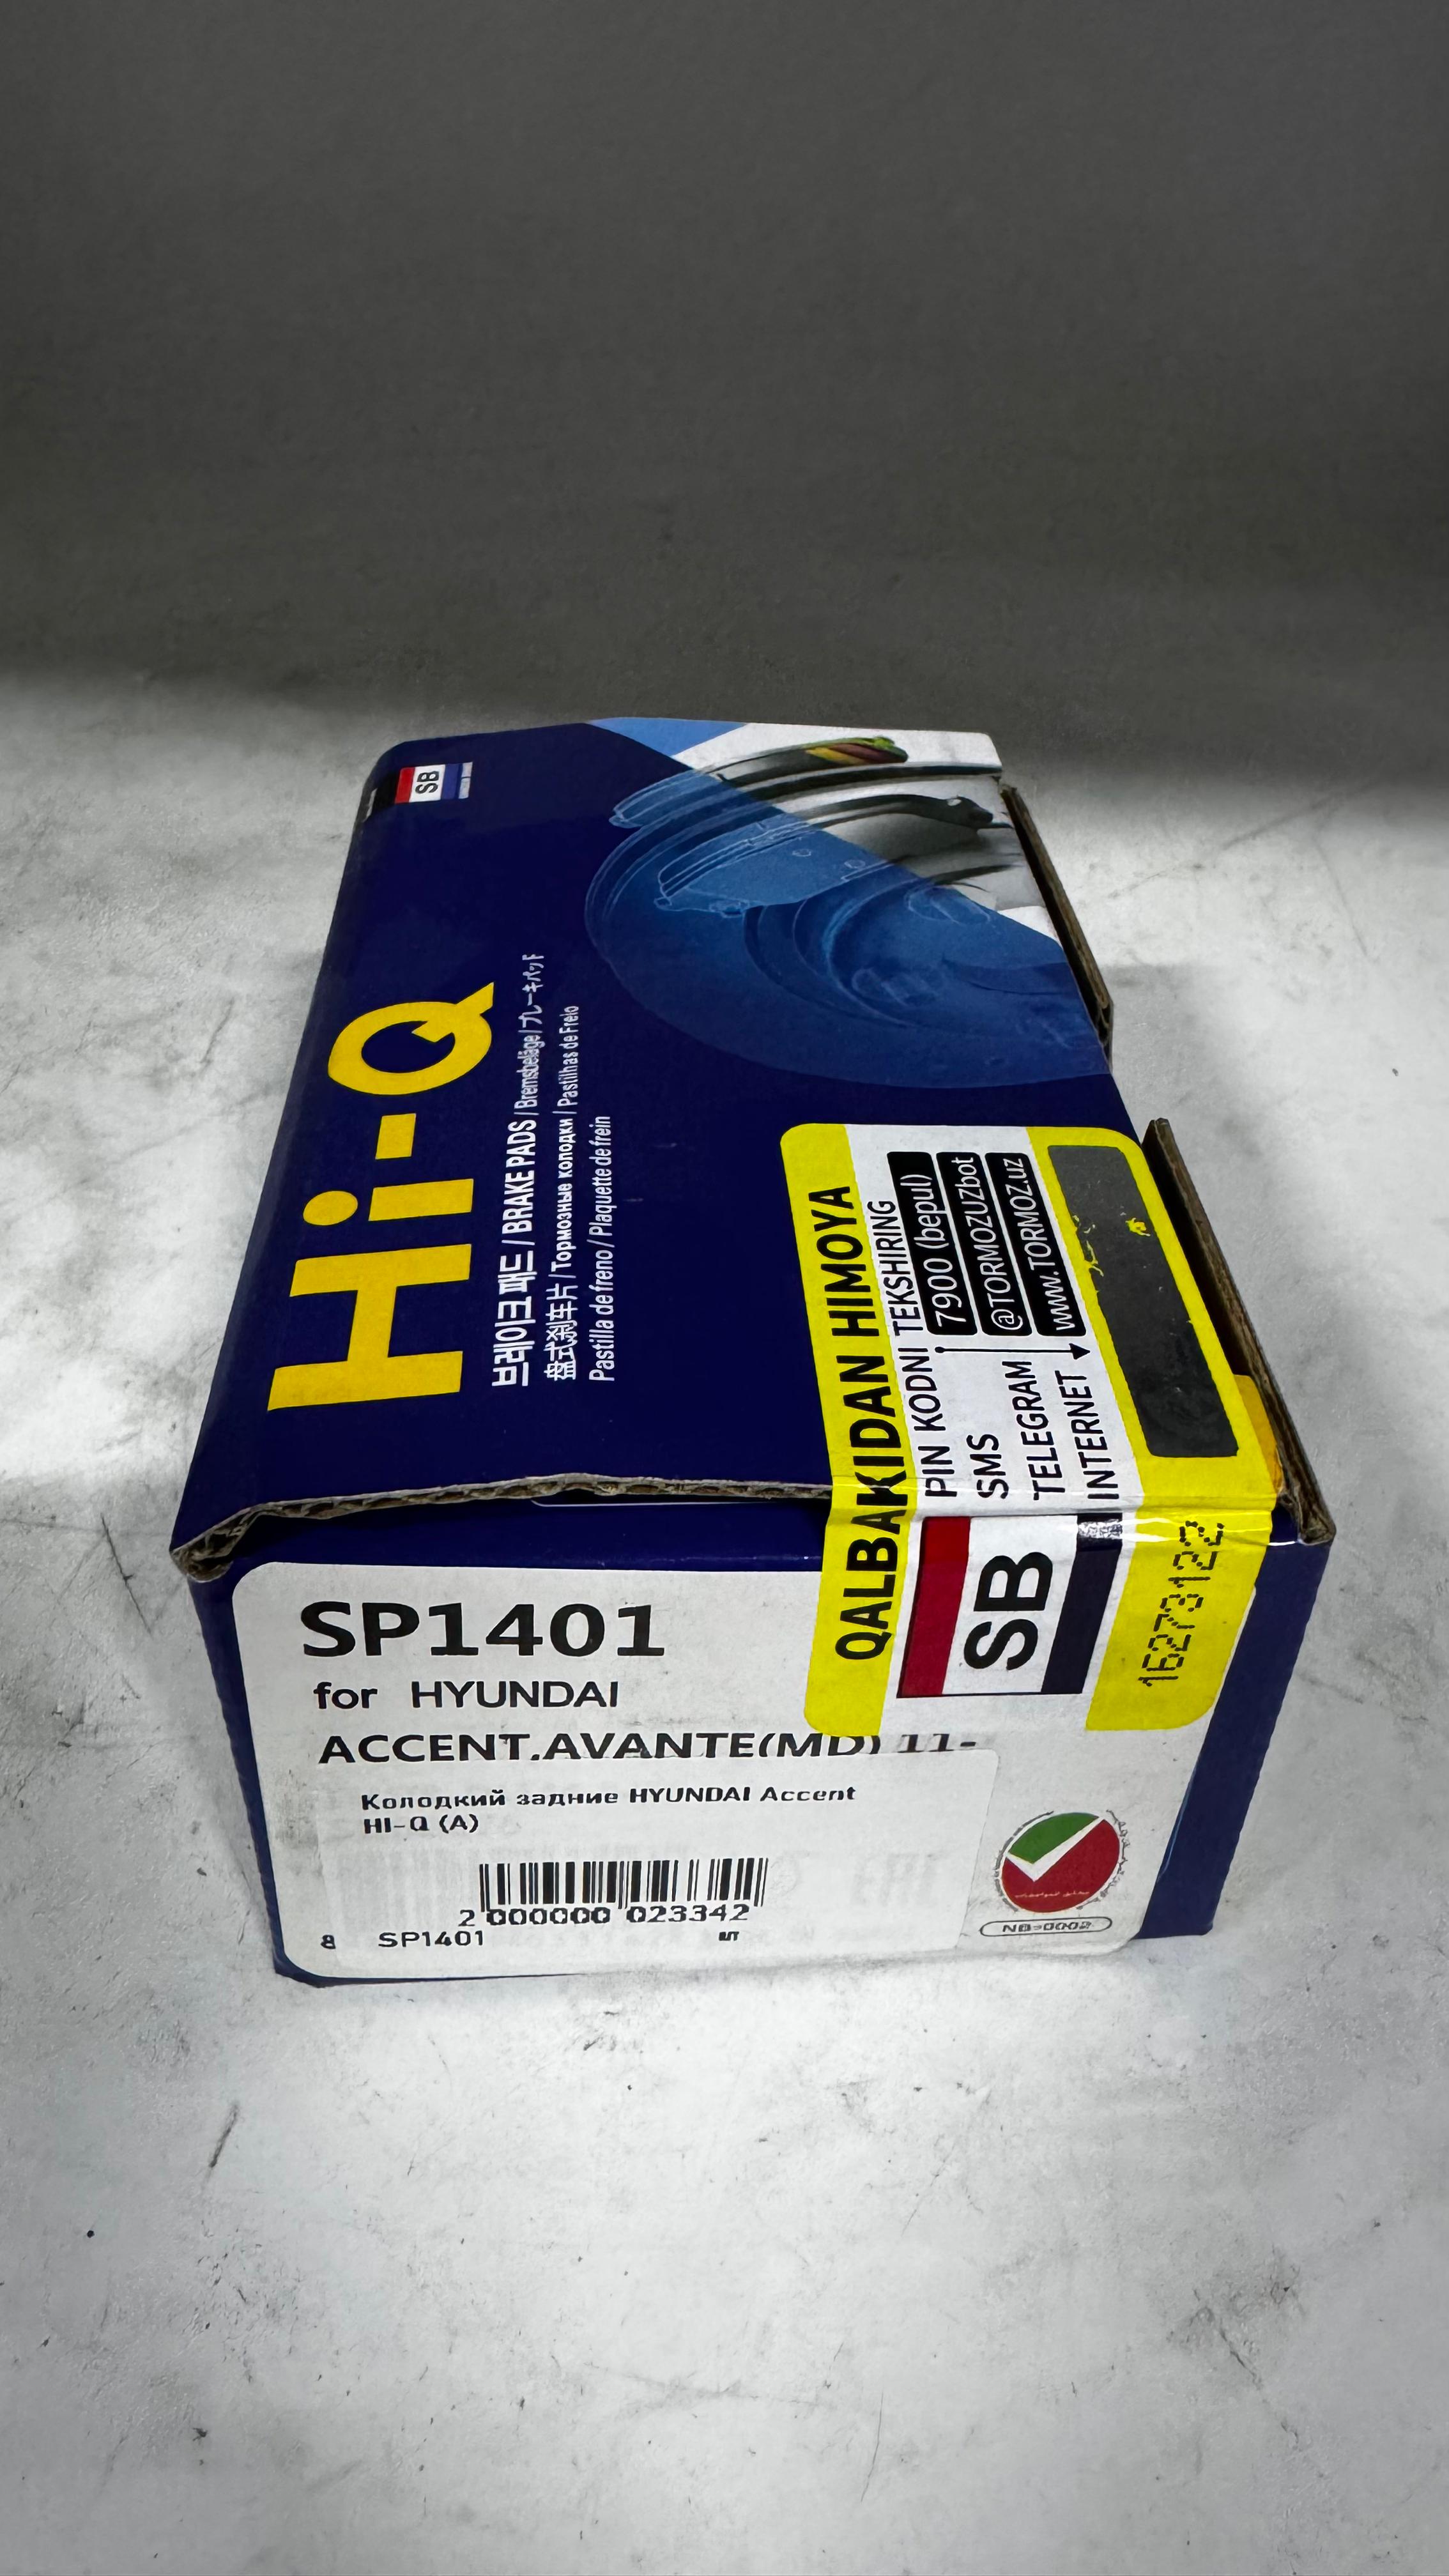 SB
Hi-Q
브레이크 패드 / BRAKE PADS / Bremsbeläge / ブレーキパッド
盘式刹车片 / Тормозные колодки / Pastilhas de Freio
Pastilla de freno / Plaquette de frein
QALBAKIDAN HIMOYA
PIN KODNI TEKSHIRING
SMS 7900 (bepul)
TELEGRAM @TORMOZUZbot
INTERNET www.TORMOZ.uz
SB
16273122
SP1401
for HYUNDAI
ACCENT.AVANTE(MD) 11-
Колодкий задние HYUNDAI Accent
HI-Q (A)
2 000000 023342
8 SP1401 шт